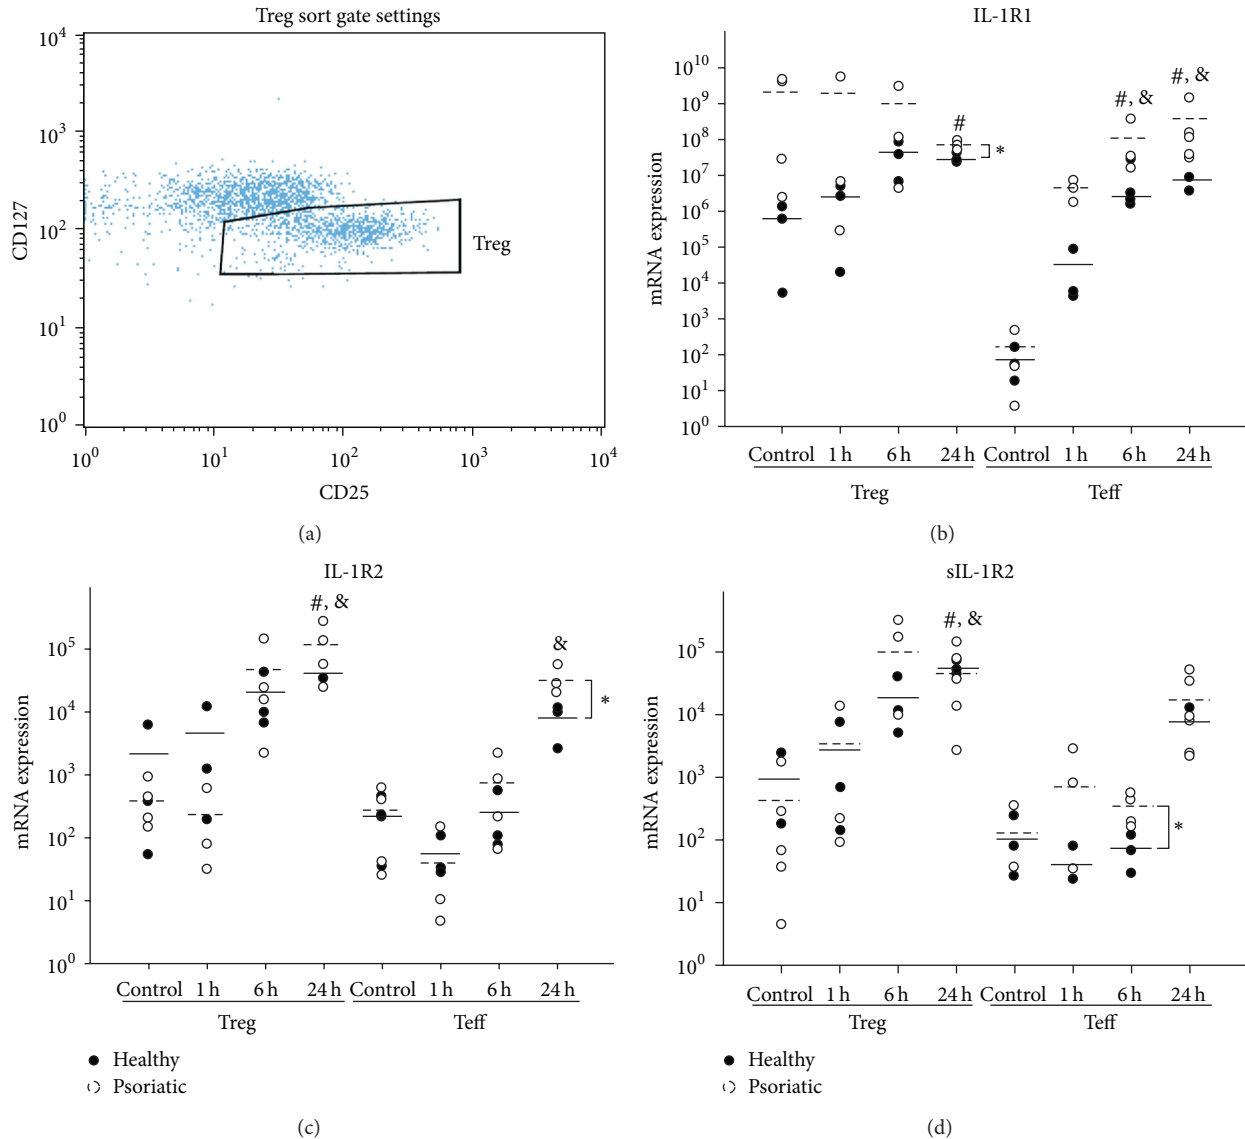 Treg sort gate settings
10^4
10^3
10^2
10^1
10^0
CD127
Treg
10^0 10^1 10^2 10^3 10^4
CD25
(a)
IL-1R1
10^10
10^9
10^8
10^7
10^6
10^5
10^4
10^3
10^2
10^1
10^0
mRNA expression
#
*
#, &
#, &
Control 1 h 6 h 24 h Control 1 h 6 h 24 h
Treg Teff
(b)
IL-1R2
10^5
10^4
10^3
10^2
10^1
10^0
mRNA expression
#, &
&
*
Control 1 h 6 h 24 h Control 1 h 6 h 24 h
Treg Teff
Healthy
Psoriatic
(c)
sIL-1R2
10^5
10^4
10^3
10^2
10^1
10^0
mRNA expression
#, &
*
Control 1 h 6 h 24 h Control 1 h 6 h 24 h
Treg Teff
Healthy
Psoriatic
(d)